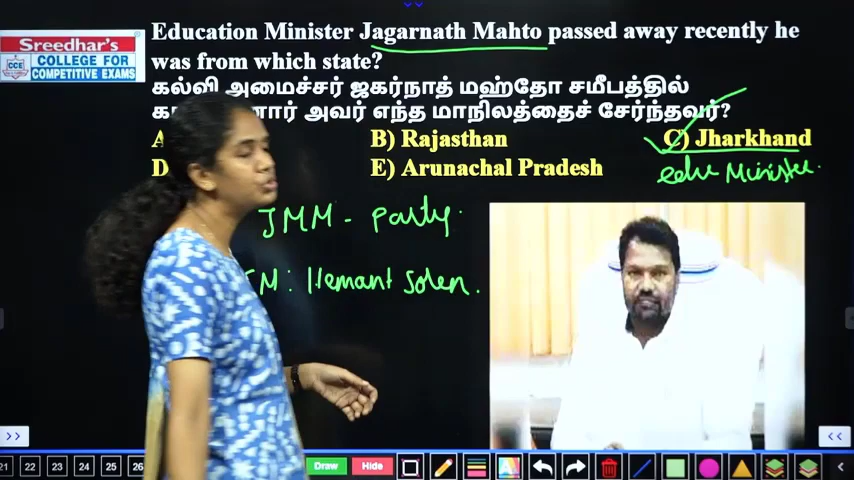 Sreedhar's
CCE
COLLEGE FOR
COMPETITIVE EXAMS
Education Minister Jagarnath Mahto passed away recently he
was from which state?
கல்வி அமைச்சர் ஜகர்நாத் மஹ்தோ சமீபத்தில்
அவர் எந்த மாநிலத்தைச் சேர்ந்தவர்?
B) Rajasthan
C) Jharkhand
E) Arunachal Pradesh
edu Minister.
JMM - Party.
CM: Hemant Soren.
>>
<<
21 22 23 24 25 26
Draw
Hide